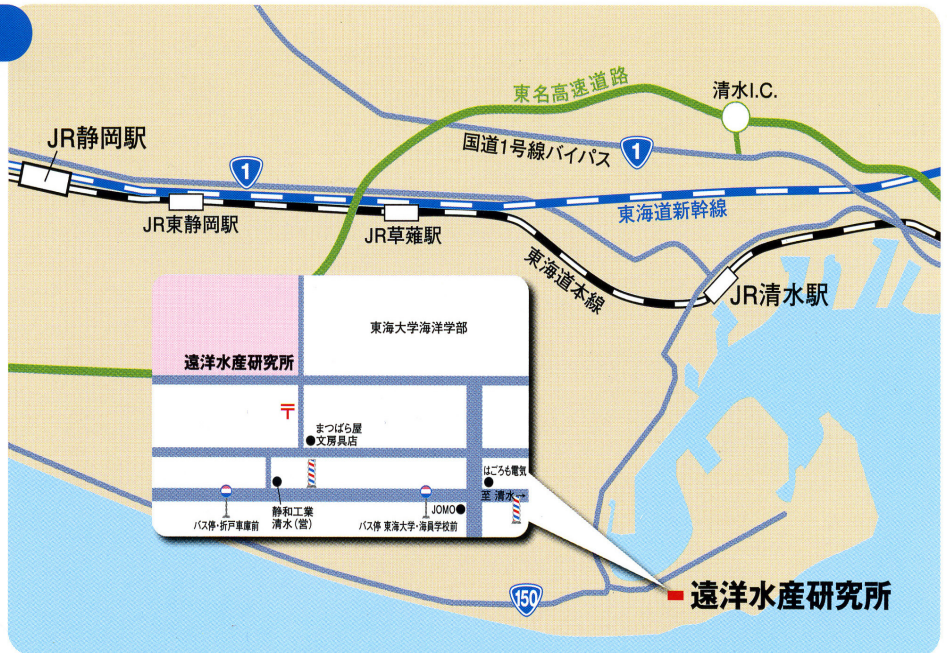 東名高速道路
清水I.C.
国道1号線バイパス
1
1
JR静岡駅
JR東静岡駅
JR草薙駅
東海道新幹線
東海道本線
JR清水駅
東海大学海洋学部
遠洋水産研究所
〒
まつばら屋
文房具店
はごろも電気
至 清水→
静和工業
清水(営)
JOMO
バス停・折戸車庫前
バス停 東海大学・海員学校前
150
遠洋水産研究所